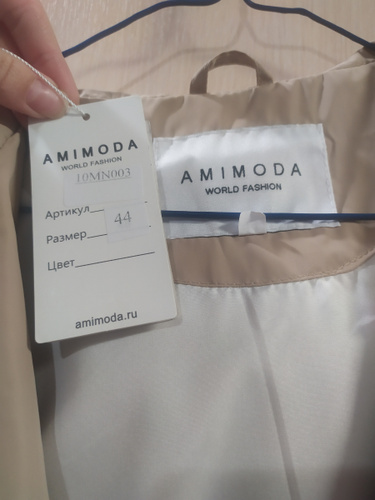 AMIMODA
WORLD FASHION
10MN003
Артикул
Размер 44
Цвет
amimoda.ru
AMIMODA
WORLD FASHION